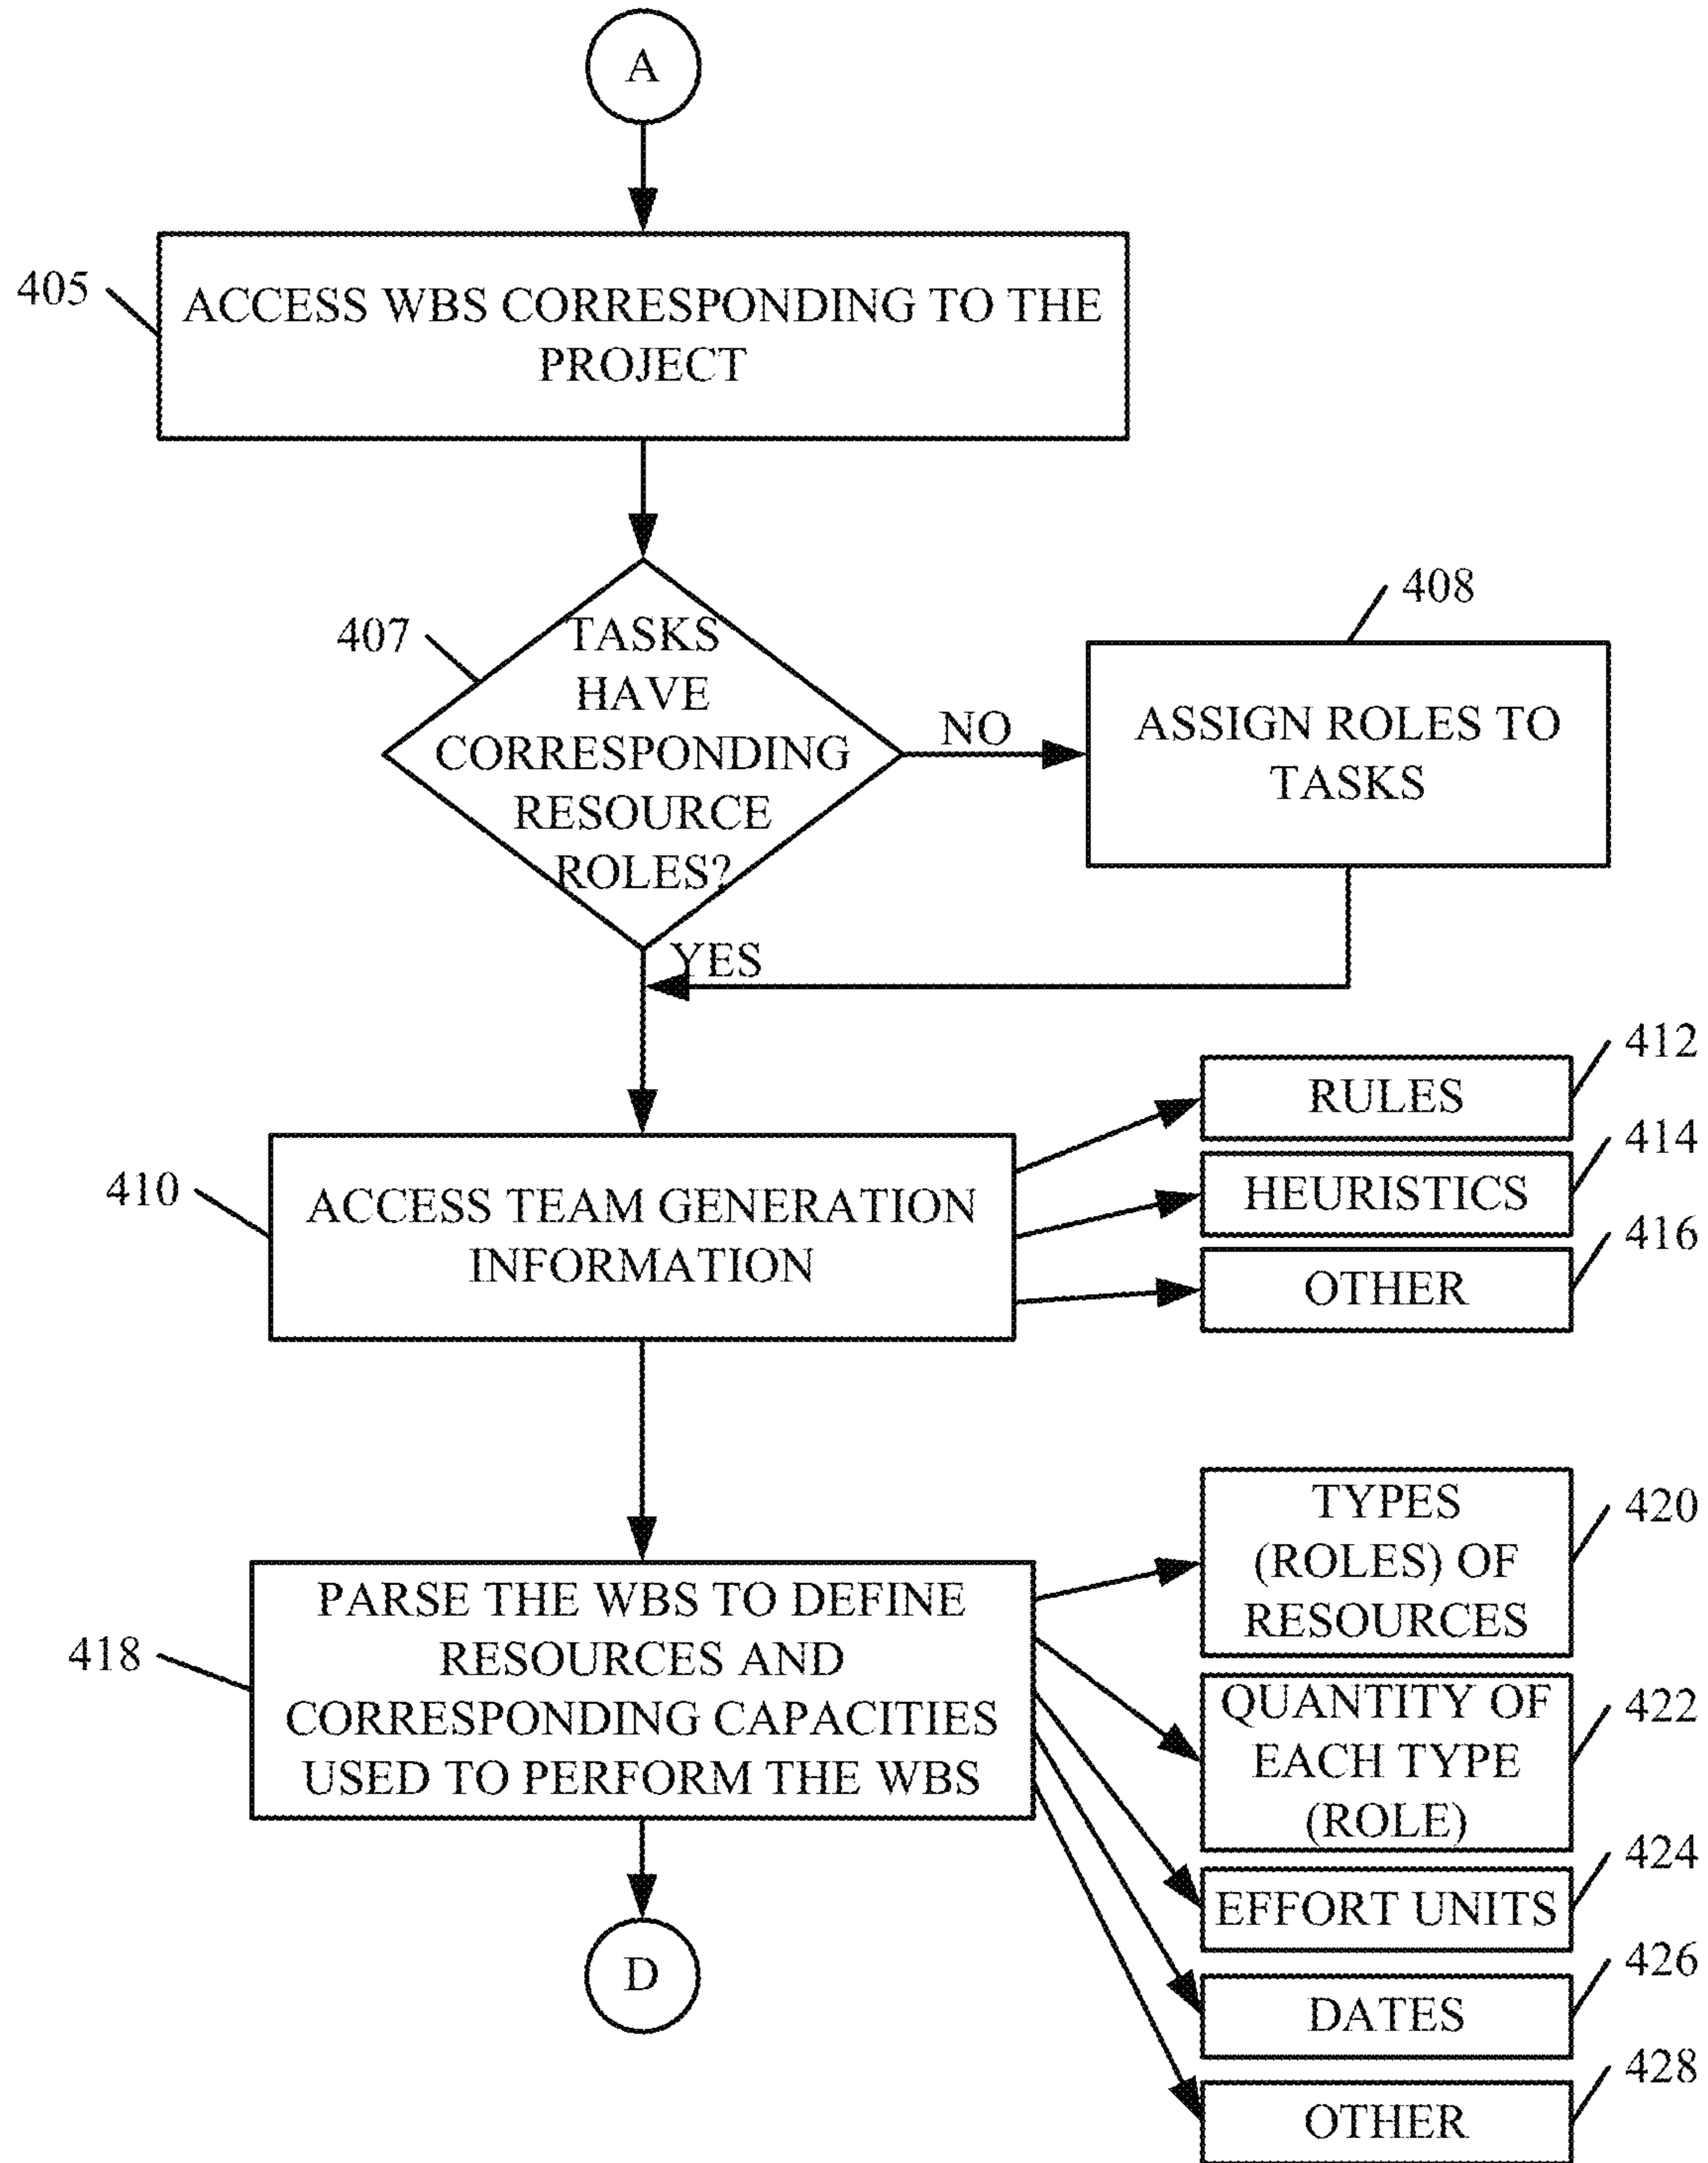 A
405
ACCESS WBS CORRESPONDING TO THE
PROJECT
407
TASKS
HAVE
CORRESPONDING
RESOURCE
ROLES?
NO
408
ASSIGN ROLES TO
TASKS
YES
410
ACCESS TEAM GENERATION
INFORMATION
412
RULES
414
HEURISTICS
416
OTHER
418
PARSE THE WBS TO DEFINE
RESOURCES AND
CORRESPONDING CAPACITIES
USED TO PERFORM THE WBS
420
TYPES
(ROLES) OF
RESOURCES
422
QUANTITY OF
EACH TYPE
(ROLE)
424
EFFORT UNITS
426
DATES
428
OTHER
D